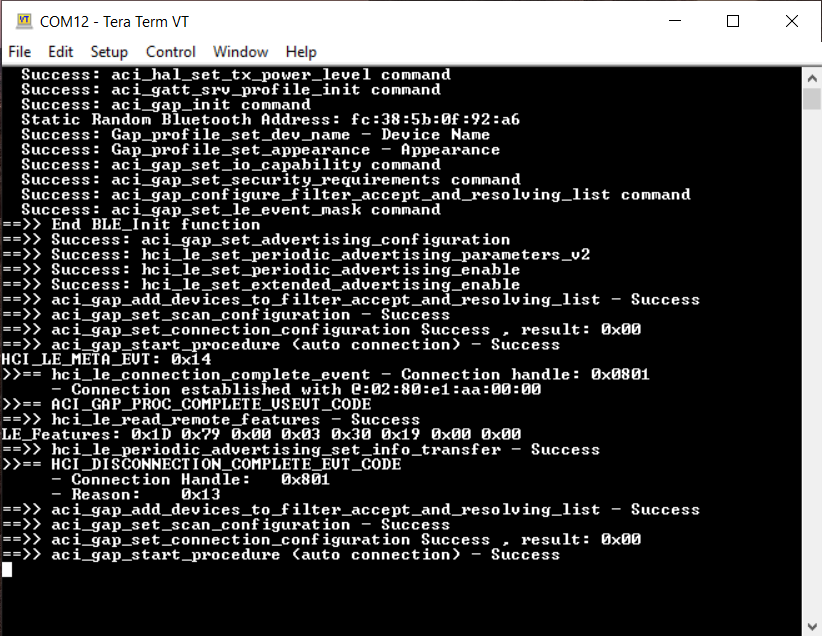 COM12 - Tera Term VT
File Edit Setup Control Window Help
Success: aci_hal_set_tx_power_level command
Success: aci_gatt_srv_profile_init command
Success: aci_gap_init command
Static Random Bluetooth Address: fc:38:5b:0f:92:a6
Success: Gap_profile_set_dev_name - Device Name
Success: Gap_profile_set_appearance - Appearance
Success: aci_gap_set_io_capability command
Success: aci_gap_set_security_requirements command
Success: aci_gap_configure_filter_accept_and_resolving_list command
Success: aci_gap_set_le_event_mask command
==>> End BLE_Init function
==>> Success: aci_gap_set_advertising_configuration
==>> Success: hci_le_set_periodic_advertising_parameters_v2
==>> Success: hci_le_set_periodic_advertising_enable
==>> Success: hci_le_set_extended_advertising_enable
==>> aci_gap_add_devices_to_filter_accept_and_resolving_list - Success
==>> aci_gap_set_scan_configuration - Success
==>> aci_gap_set_connection_configuration Success , result: 0x00
==>> aci_gap_start_procedure (auto connection) - Success
HCI_LE_META_EVT: 0x14
>>== hci_le_connection_complete_event - Connection handle: 0x0801
- Connection established with @:02:80:e1:aa:00:00
>>== ACI_GAP_PROC_COMPLETE_VSEVT_CODE
==>> hci_le_read_remote_features - Success
LE_Features: 0x1D 0x79 0x00 0x03 0x30 0x19 0x00 0x00
==>> hci_le_periodic_advertising_set_info_transfer - Success
>>== HCI_DISCONNECTION_COMPLETE_EVT_CODE
- Connection Handle: 0x801
- Reason: 0x13
==>> aci_gap_add_devices_to_filter_accept_and_resolving_list - Success
==>> aci_gap_set_scan_configuration - Success
==>> aci_gap_set_connection_configuration Success , result: 0x00
==>> aci_gap_start_procedure (auto connection) - Success